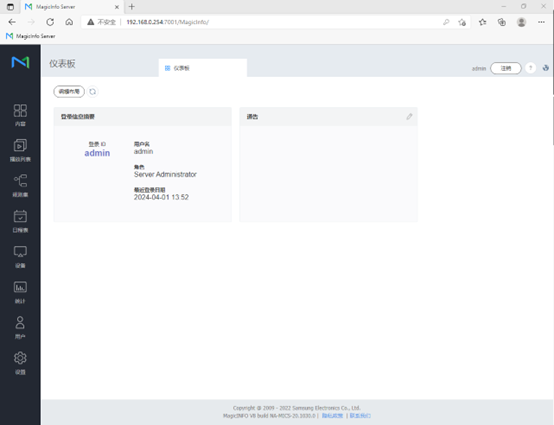 MagicInfo Server
不安全
192.168.0.254:7001/MagicInfo/
MagicInfo Server
仪表板
仪表板
admin
注销
?
编辑布局
登录信息摘要
通告
登录 ID
admin
用户名
admin
角色
Server Administrator
最近登录日期
2024-04-01 13:52
内容
播放列表
规则集
日程表
设备
统计
用户
设置
Copyright © 2009 - 2022 Samsung Electronics Co., Ltd.
MagicINFO V8 build NA-MICS-20.1020.0 | 隐私政策 | 联系我们